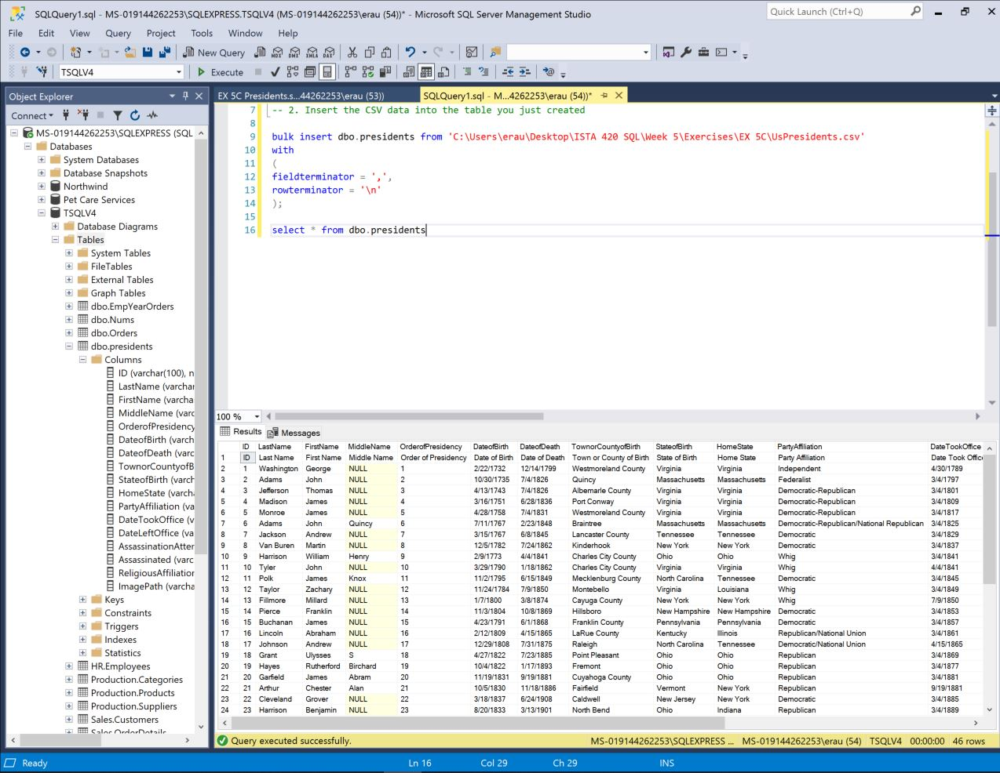 SQLQuery1.sql - MS-019144262253\SQLEXPRESS.TSQLV4 (MS-019144262253\erau (54))* - Microsoft SQL Server Management Studio
Quick Launch (Ctrl+Q)
File Edit View Query Project Tools Window Help
New Query
TSQLV4 Execute
Object Explorer
Connect
MS-019144262253\SQLEXPRESS (SQL
Databases
System Databases
Database Snapshots
Northwind
Pet Care Services
TSQLV4
Database Diagrams
Tables
System Tables
FileTables
External Tables
Graph Tables
dbo.EmpYearOrders
dbo.Nums
dbo.Orders
dbo.presidents
Columns
ID (varchar(100), n
LastName (varchar
FirstName (varcha
MiddleName (varc
OrderofPresidency
DateofBirth (varch
DateofDeath (varc
TownorCountyofB
StateofBirth (varch
HomeState (varch
PartyAffiliation (va
DateTookOffice (v
DateLeftOffice (va
AssassinationAtter
Assassinated (varc
ReligiousAffiliation
ImagePath (varcha
Keys
Constraints
Triggers
Indexes
Statistics
HR.Employees
Production.Categories
Production.Products
Production.Suppliers
Sales.Customers
Sales.OrderDetails
EX 5C Presidents.s...44262253\erau (53)) SQLQuery1.sql - M...4262253\erau (54))*
7 -- 2. Insert the CSV data into the table you just created
8
9 bulk insert dbo.presidents from 'C:\Users\erau\Desktop\ISTA 420 SQL\Week 5\Exercises\EX 5C\UsPresidents.csv'
10 with
11 (
12 fieldterminator = ',',
13 rowterminator = '\n'
14 );
15
16 select * from dbo.presidents
100 %
Results Messages
ID LastName FirstName MiddleName OrderofPresidency DateofBirth DateofDeath TownorCountyofBirth StateofBirth HomeState PartyAffiliation DateTookOffice
1 ID Last Name First Name Middle Name Order of Presidency Date of Birth Date of Death Town or County of Birth State of Birth Home State Party Affiliation Date Took Offic
2 1 Washington George NULL 1 2/22/1732 12/14/1799 Westmoreland County Virginia Virginia Independent 4/30/1789
3 2 Adams John NULL 2 10/30/1735 7/4/1826 Quincy Massachusetts Massachusetts Federalist 3/4/1797
4 3 Jefferson Thomas NULL 3 4/13/1743 7/4/1826 Albemarle County Virginia Virginia Democratic-Republican 3/4/1801
5 4 Madison James NULL 4 3/16/1751 6/28/1836 Port Conway Virginia Virginia Democratic-Republican 3/4/1809
6 5 Monroe James NULL 5 4/28/1758 7/4/1831 Westmoreland County Virginia Virginia Democratic-Republican 3/4/1817
7 6 Adams John Quincy 6 7/11/1767 2/23/1848 Braintree Massachusetts Massachusetts Democratic-Republican/National Republican 3/4/1825
8 7 Jackson Andrew NULL 7 3/15/1767 6/8/1845 Lancaster County Tennessee Tennessee Democratic 3/4/1829
9 8 Van Buren Martin NULL 8 12/5/1782 7/24/1862 Kinderhook New York New York Democratic 3/4/1837
10 9 Harrison William Henry 9 2/9/1773 4/4/1841 Charles City County Ohio Ohio Whig 3/4/1841
11 10 Tyler John NULL 10 3/29/1790 1/18/1862 Charles City County Virginia Virginia Whig 4/4/1841
12 11 Polk James Knox 11 11/2/1795 6/15/1849 Mecklenburg County North Carolina Tennessee Democratic 3/4/1845
13 12 Taylor Zachary NULL 12 11/24/1784 7/9/1850 Montebello Virginia Louisiana Whig 3/4/1849
14 13 Fillmore Millard NULL 13 1/7/1800 3/8/1874 Cayuga County New York New York Whig 7/9/1850
15 14 Pierce Franklin NULL 14 11/3/1804 10/8/1869 Hillsboro New Hampshire New Hampshire Democratic 3/4/1853
16 15 Buchanan James NULL 15 4/23/1791 6/1/1868 Franklin County Pennsylvania Pennsylvania Democratic 3/4/1857
17 16 Lincoln Abraham NULL 16 2/12/1809 4/15/1865 LaRue County Kentucky Illinois Republican/National Union 3/4/1861
18 17 Johnson Andrew NULL 17 12/29/1808 7/31/1875 Raleigh North Carolina Tennessee Democratic/National Union 4/15/1865
19 18 Grant Ulysses S 18 4/27/1822 7/23/1885 Point Pleasant Ohio Ohio Republican 3/4/1869
20 19 Hayes Rutherford Birchard 19 10/4/1822 1/17/1893 Fremont Ohio Ohio Republican 3/4/1877
21 20 Garfield James Abram 20 11/19/1831 9/19/1881 Cuyahoga County Ohio Ohio Republican 3/4/1881
22 21 Arthur Chester Alan 21 10/5/1830 11/18/1886 Fairfield Vermont New York Republican 9/19/1881
23 22 Cleveland Grover NULL 22 3/18/1837 6/24/1908 Caldwell New Jersey New York Democratic 3/4/1885
24 23 Harrison Benjamin NULL 23 8/20/1833 3/13/1901 North Bend Ohio Indiana Republican 3/4/1889
Query executed successfully. MS-019144262253\SQLEXPRESS ... MS-019144262253\erau (54) TSQLV4 00:00:00 46 rows
Ready Ln 16 Col 29 Ch 29 INS